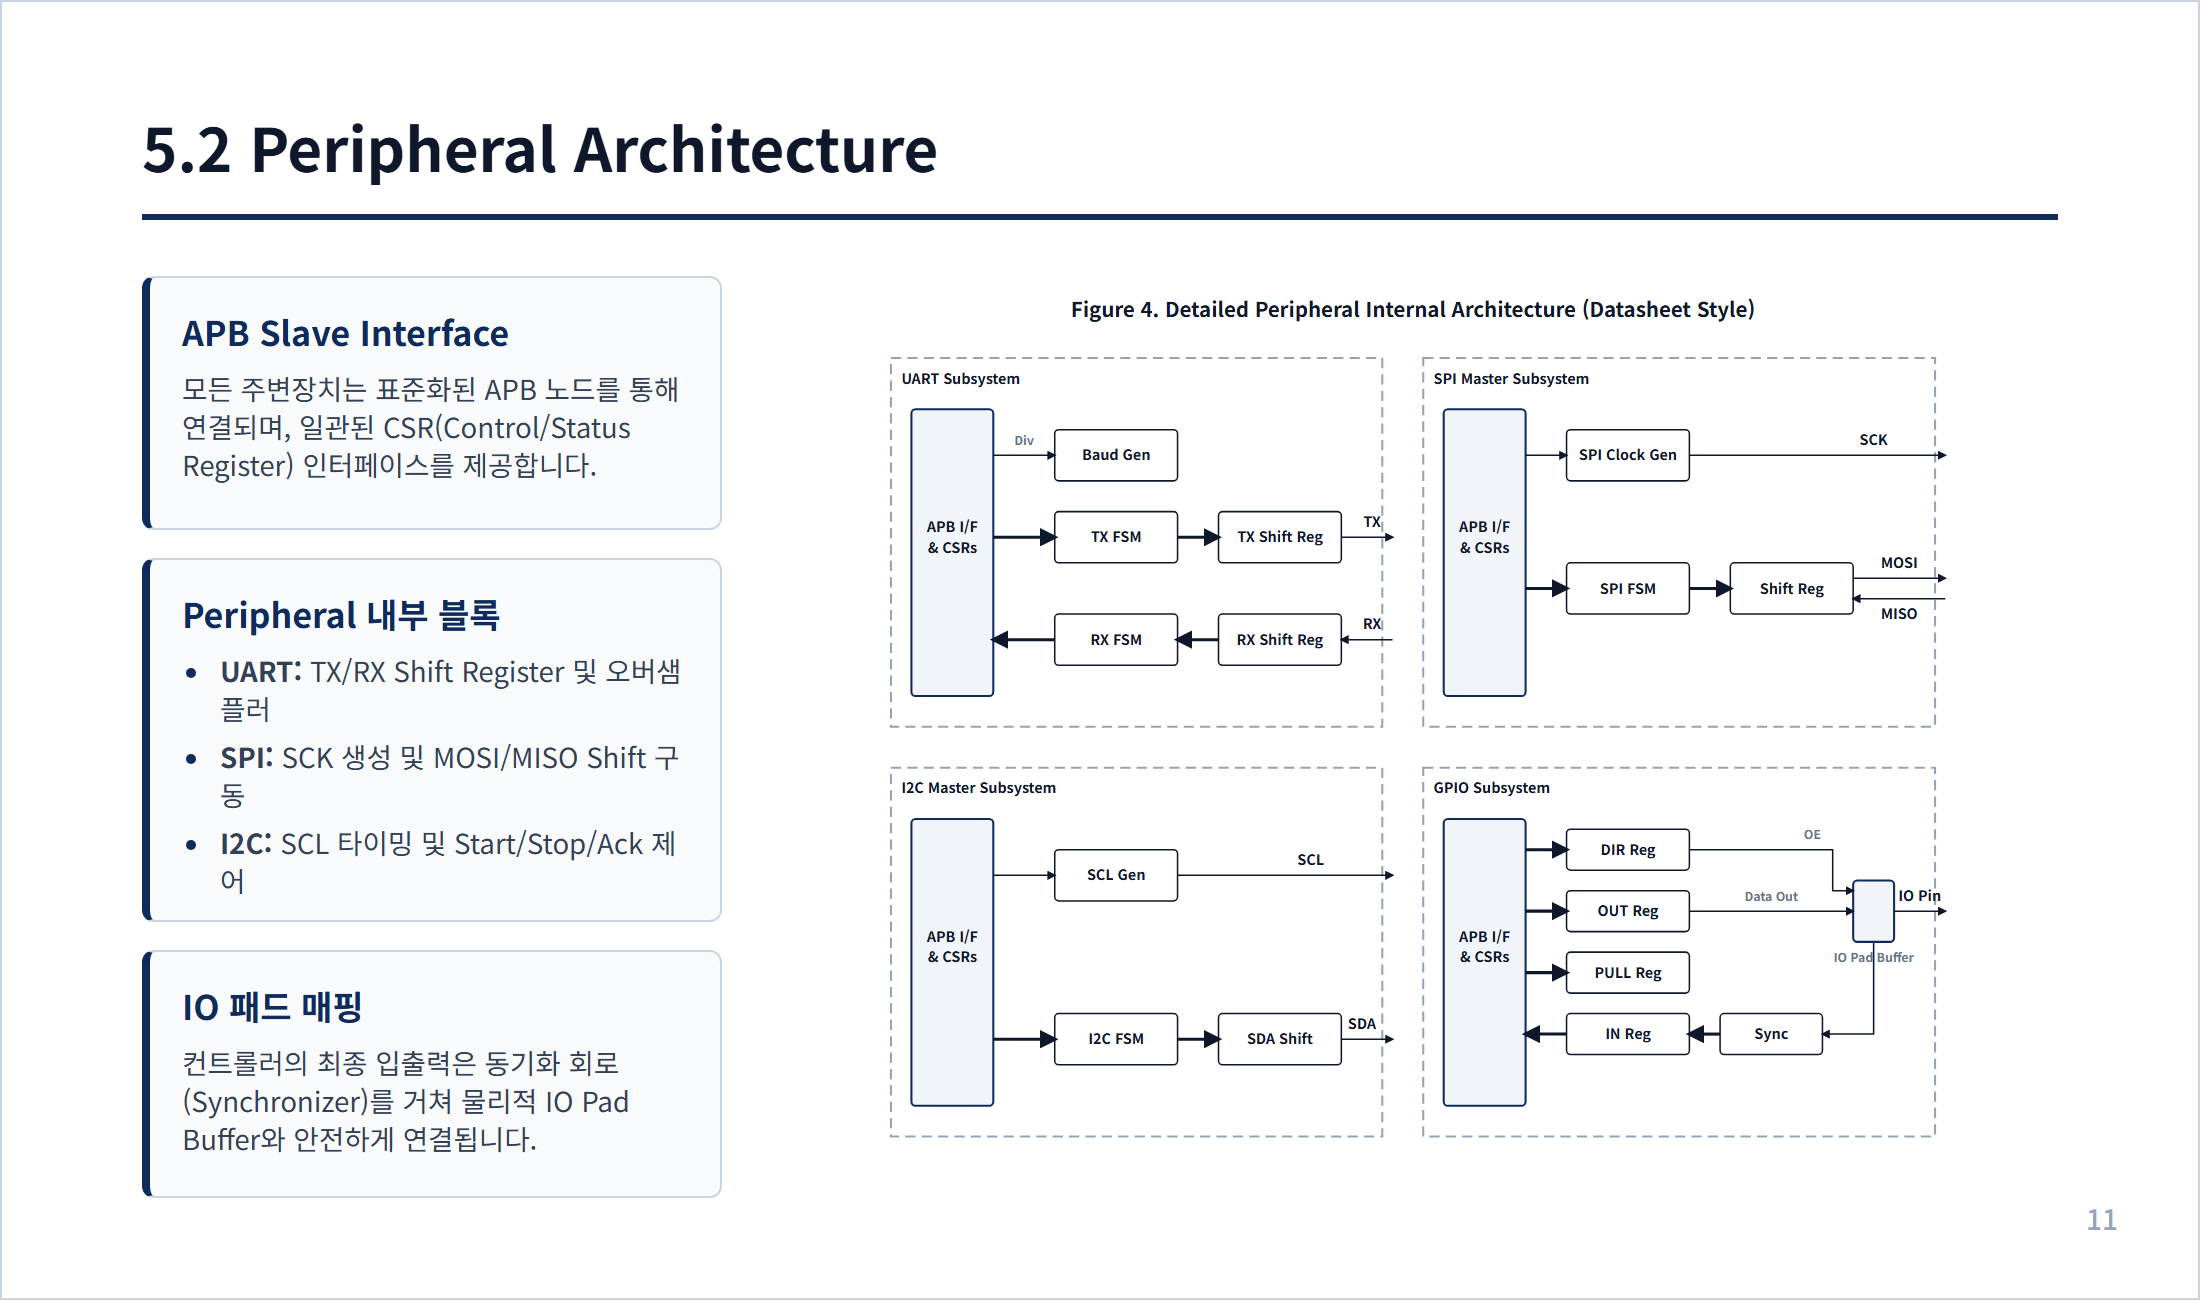 5.2 Peripheral Architecture
APB Slave Interface
모든 주변장치는 표준화된 APB 노드를 통해
연결되며, 일관된 CSR(Control/Status
Register) 인터페이스를 제공합니다.
Peripheral 내부 블록
• UART: TX/RX Shift Register 및 오버샘
플러
• SPI: SCK 생성 및 MOSI/MISO Shift 구
동
• I2C: SCL 타이밍 및 Start/Stop/Ack 제
어
IO 패드 매핑
컨트롤러의 최종 입출력은 동기화 회로
(Synchronizer)를 거쳐 물리적 IO Pad
Buffer와 안전하게 연결됩니다.
Figure 4. Detailed Peripheral Internal Architecture (Datasheet Style)
UART Subsystem
APB I/F
& CSRs
Div
Baud Gen
TX FSM
TX Shift Reg
TX
RX FSM
RX Shift Reg
RX
SPI Master Subsystem
APB I/F
& CSRs
SPI Clock Gen
SCK
SPI FSM
Shift Reg
MOSI
MISO
I2C Master Subsystem
APB I/F
& CSRs
SCL Gen
SCL
I2C FSM
SDA Shift
SDA
GPIO Subsystem
APB I/F
& CSRs
DIR Reg
OE
OUT Reg
Data Out
IO Pin
IO Pad Buffer
PULL Reg
IN Reg
Sync
11